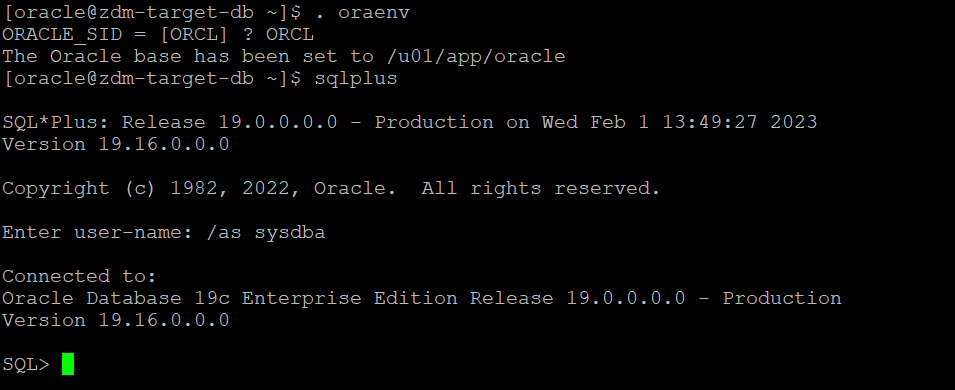 [oracle@zdm-target-db ~]$ . oraenv
ORACLE_SID = [ORCL] ? ORCL
The Oracle base has been set to /u01/app/oracle
[oracle@zdm-target-db ~]$ sqlplus
SQL*Plus: Release 19.0.0.0.0 - Production on Wed Feb 1 13:49:27 2023
Version 19.16.0.0.0
Copyright (c) 1982, 2022, Oracle.  All rights reserved.
Enter user-name: /as sysdba
Connected to:
Oracle Database 19c Enterprise Edition Release 19.0.0.0.0 - Production
Version 19.16.0.0.0
SQL>